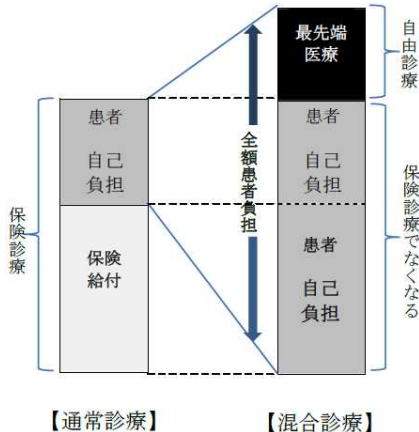 保険診療
患者
自己
負担
保険
給付
全額患者負担
最先端
医療
患者
自己
負担
患者
自己
負担
自由診療
保険診療でなくなる
【通常診療】
【混合診療】